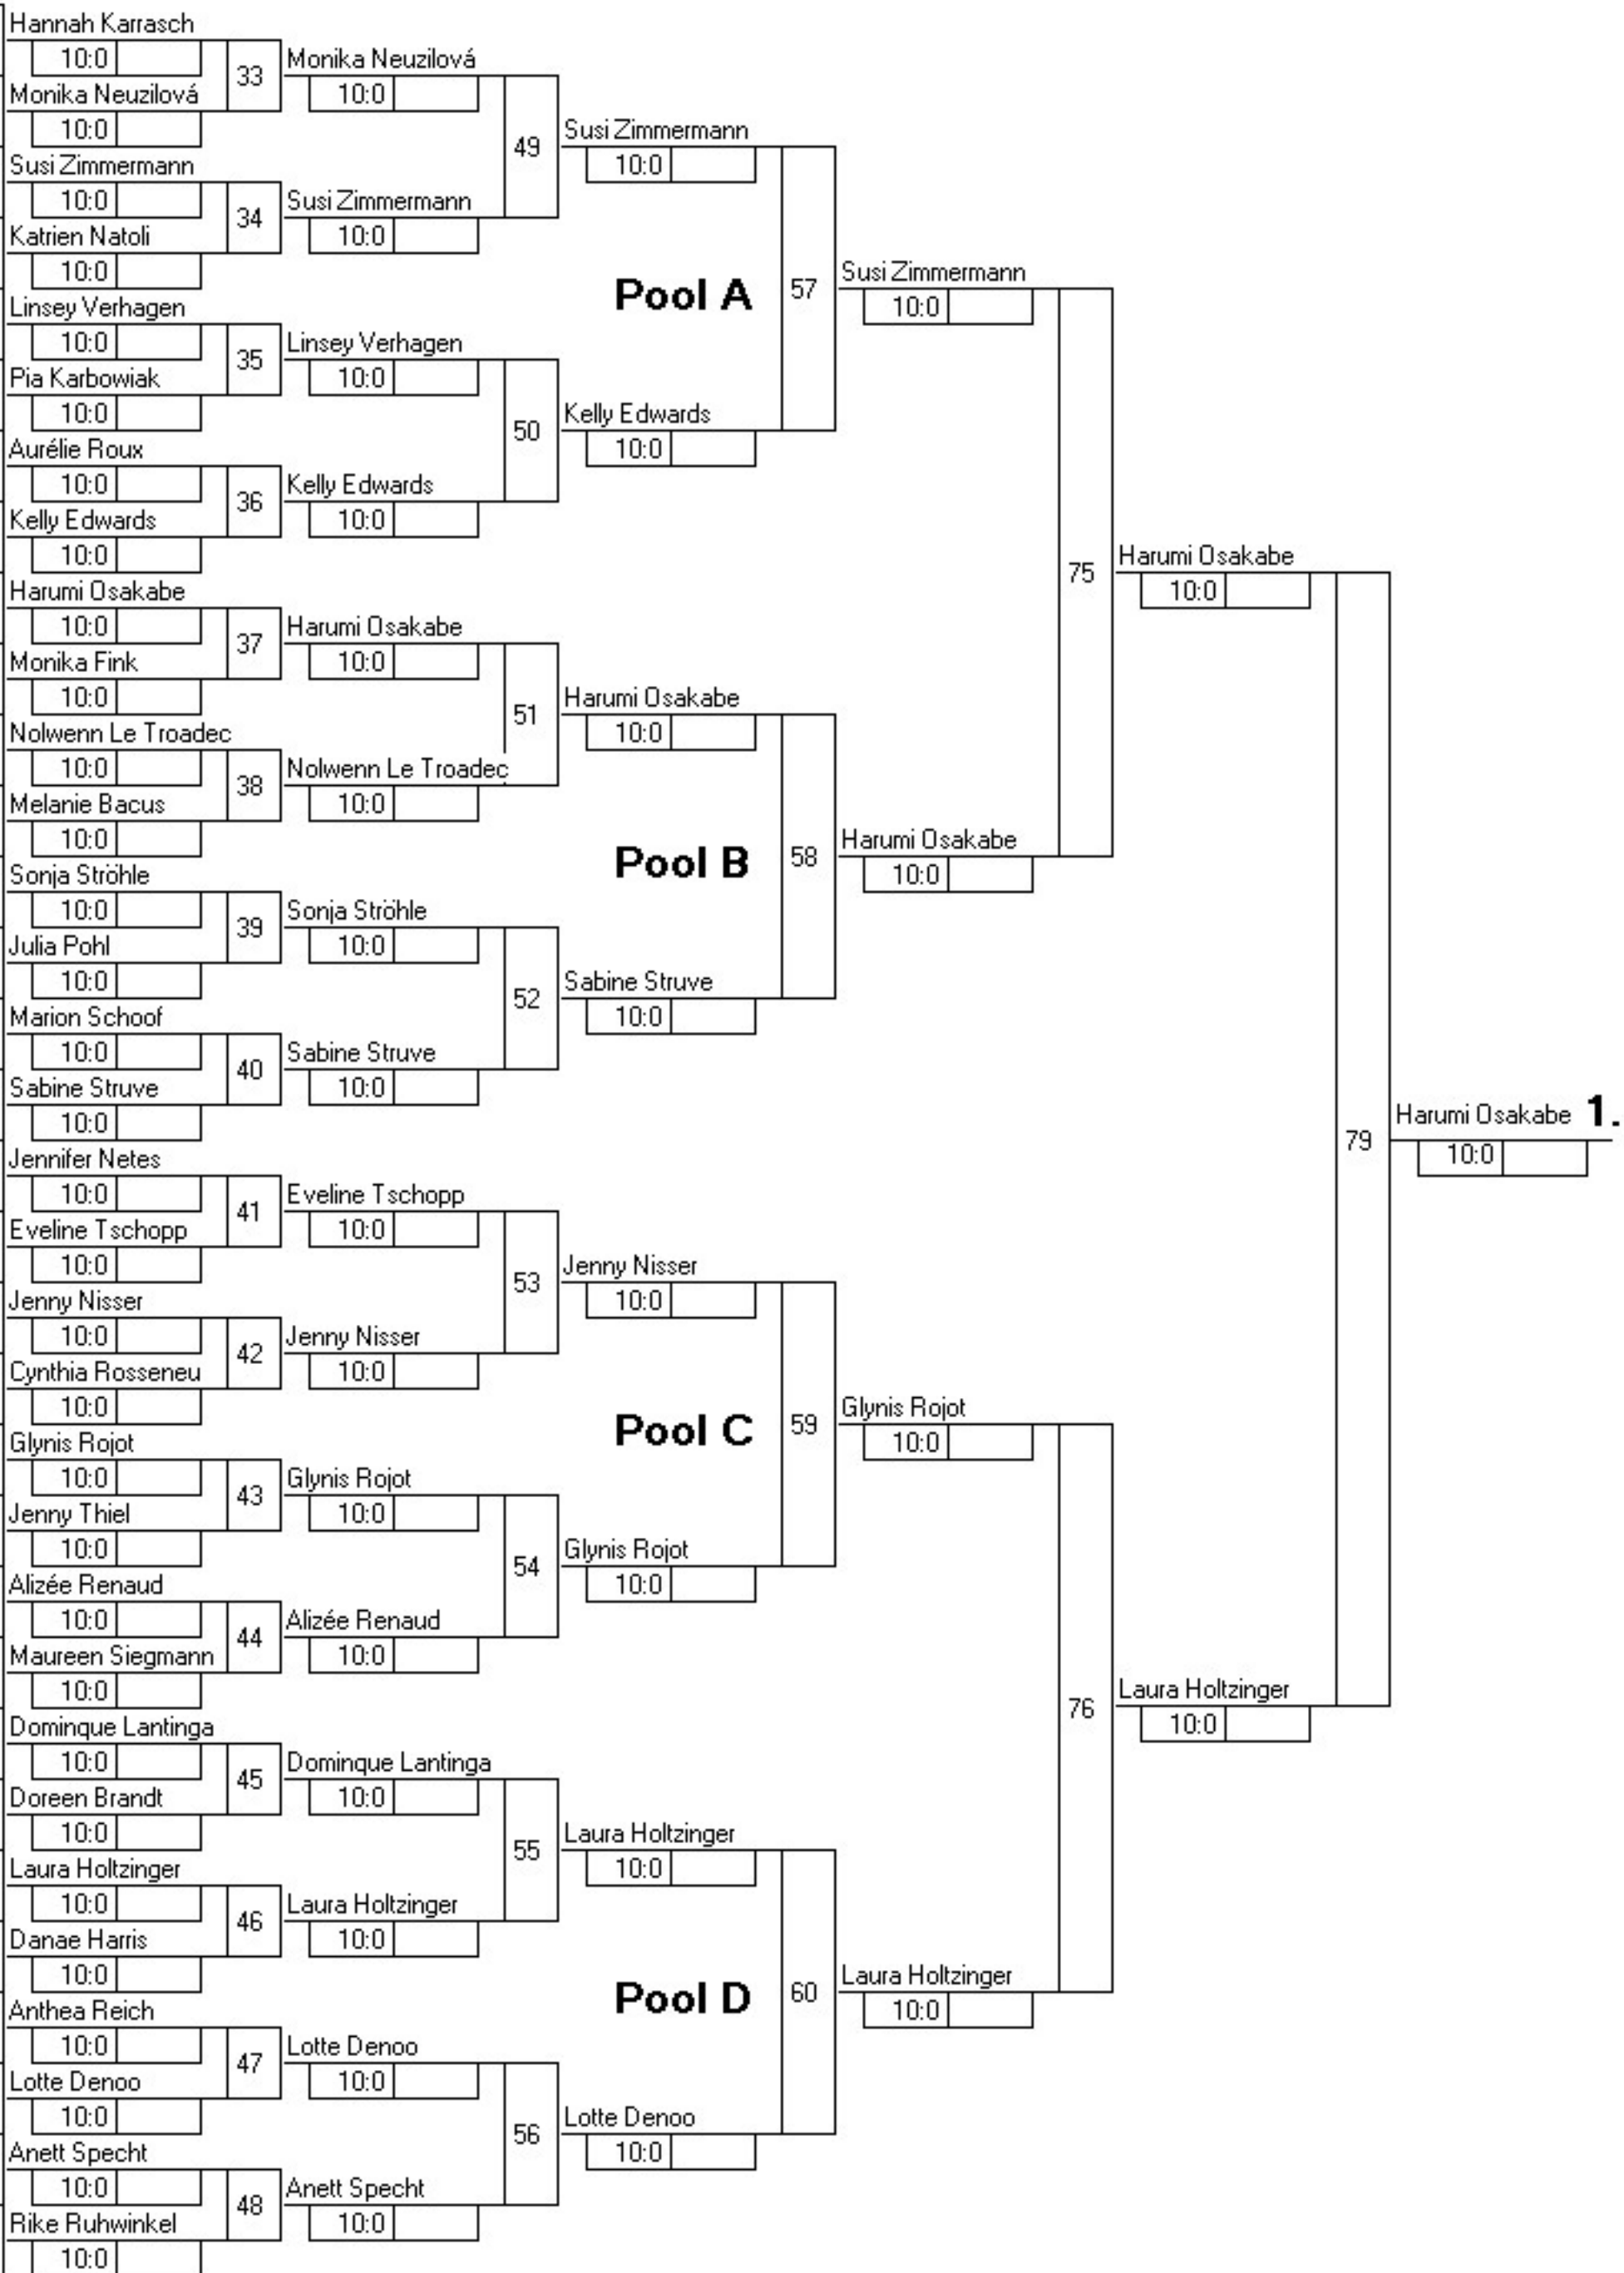 Hannah Karrasch
10:0
33
Monika Neuzilová
10:0
Susi Zimmermann
10:0
34
Katrien Natoli
10:0
Linsey Verhagen
10:0
35
Pia Karbowiak
10:0
Aurélie Roux
10:0
36
Kelly Edwards
10:0
Harumi Osakabe
10:0
37
Monika Fink
10:0
Nolwenn Le Troadec
10:0
38
Melanie Bacus
10:0
Sonja Ströhle
10:0
39
Julia Pohl
10:0
Marion Schoof
10:0
40
Sabine Struve
10:0
Jennifer Netes
10:0
41
Eveline Tschopp
10:0
Jenny Nisser
10:0
42
Cynthia Rosseneu
10:0
Glynis Rojot
10:0
43
Jenny Thiel
10:0
Alizée Renaud
10:0
44
Maureen Siegmann
10:0
Dominque Lantinga
10:0
45
Doreen Brandt
10:0
Laura Holtzinger
10:0
46
Danae Harris
10:0
Anthea Reich
10:0
47
Lotte Denoo
10:0
Anett Specht
10:0
48
Rike Ruhwinkel
10:0
Monika Neuzilová
10:0
49
Susi Zimmermann
10:0
Linsey Verhagen
10:0
50
Kelly Edwards
10:0
Harumi Osakabe
10:0
51
Nolwenn Le Troadec
10:0
Sonja Ströhle
10:0
52
Sabine Struve
10:0
Eveline Tschopp
10:0
53
Jenny Nisser
10:0
Glynis Rojot
10:0
54
Alizée Renaud
10:0
Dominque Lantinga
10:0
55
Laura Holtzinger
10:0
Lotte Denoo
10:0
56
Anett Specht
10:0
Susi Zimmermann
10:0
Pool A
57
Kelly Edwards
10:0
Harumi Osakabe
10:0
Pool B
58
Sabine Struve
10:0
Jenny Nisser
10:0
Pool C
59
Glynis Rojot
10:0
Laura Holtzinger
10:0
Pool D
60
Lotte Denoo
10:0
Susi Zimmermann
10:0
75
Harumi Osakabe
10:0
Glynis Rojot
10:0
76
Laura Holtzinger
10:0
Harumi Osakabe
10:0
79
Laura Holtzinger
10:0
Harumi Osakabe 1.
10:0